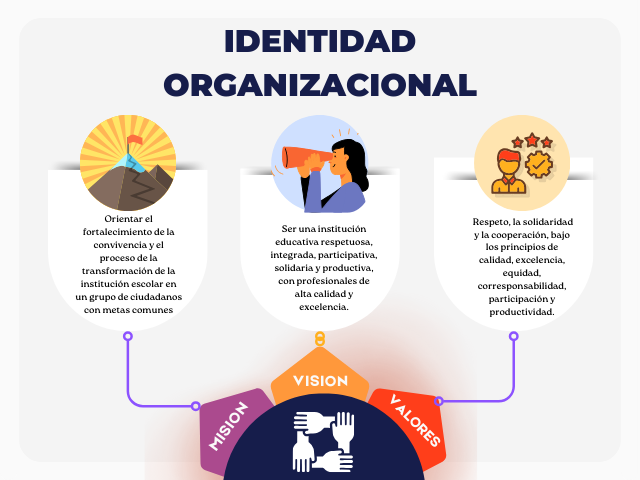 IDENTIDAD
ORGANIZACIONAL
Orientar el
fortalecimiento de la
convivencia y el
proceso de la
transformación de la
institución escolar en
un grupo de ciudadanos
con metas comunes
Ser una institución
educativa respetuosa,
integrada, participativa,
solidaria y productiva,
con profesionales de
alta calidad y
excelencia.
Respeto, la solidaridad
y la cooperación, bajo
los principios de
calidad, excelencia,
equidad,
corresponsabilidad,
participación y
productividad.
MISION
VISION
VALORES